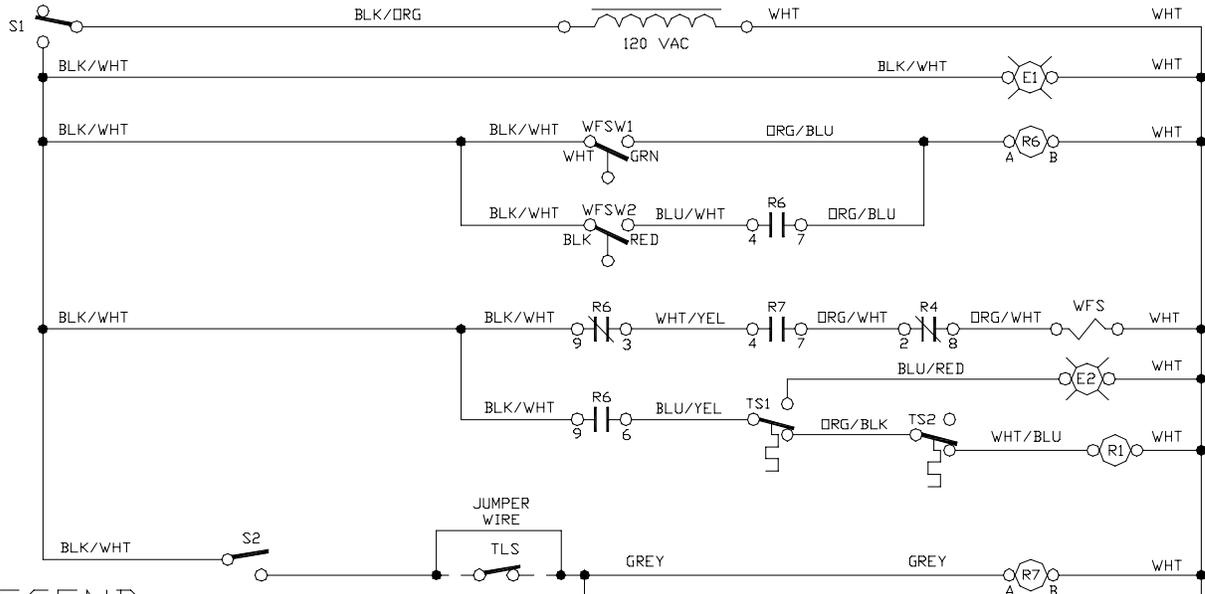 BLK/ORG WHT WHT
S1
120 VAC
BLK/WHT BLK/WHT E1 WHT
BLK/WHT BLK/WHT WFSW1 ORG/BLU R6 WHT
WHT GRN A B
BLK/WHT WFSW2 BLU/WHT R6 ORG/BLU
BLK RED 4 7
BLK/WHT BLK/WHT R6 WHT/YEL R7 ORG/WHT R4 ORG/WHT WFS WHT
9 3 4 7 2 8
BLU/RED E2 WHT
BLK/WHT R6 BLU/YEL TS1
9 6
ORG/BLK TS2 WHT/BLU R1 WHT
JUMPER
WIRE
BLK/WHT S2 TLS GREY GREY R7 WHT
A B